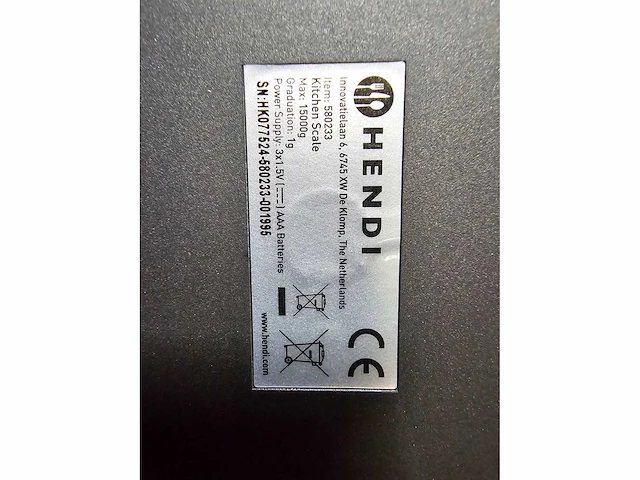 HENDI
Innovatielaan 6, 6745 XW De Klomp, The Netherlands
Item: 580233
Kitchen Scale
Max: 15000g
Graduation: 1g
Power Supply: 3x1.5V (⎓) AAA Batteries
SN:HK077524-580233-001995
CE
www.hendi.com